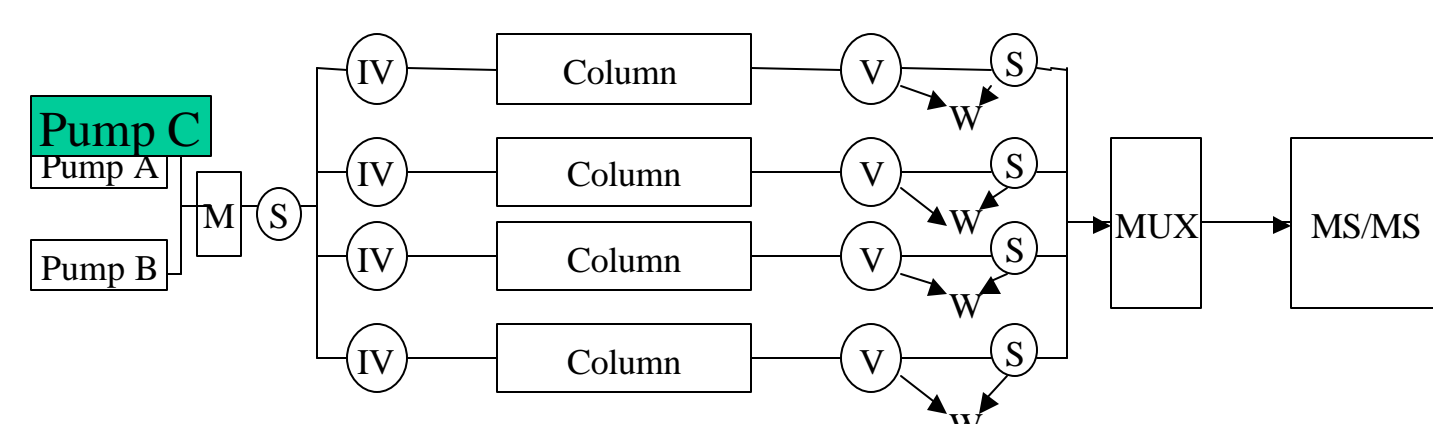 IV Column V S
W
Pump C
Pump A
IV Column V S
M S
W
MUX MS/MS
Pump B
IV Column V S
W
IV Column V S
W